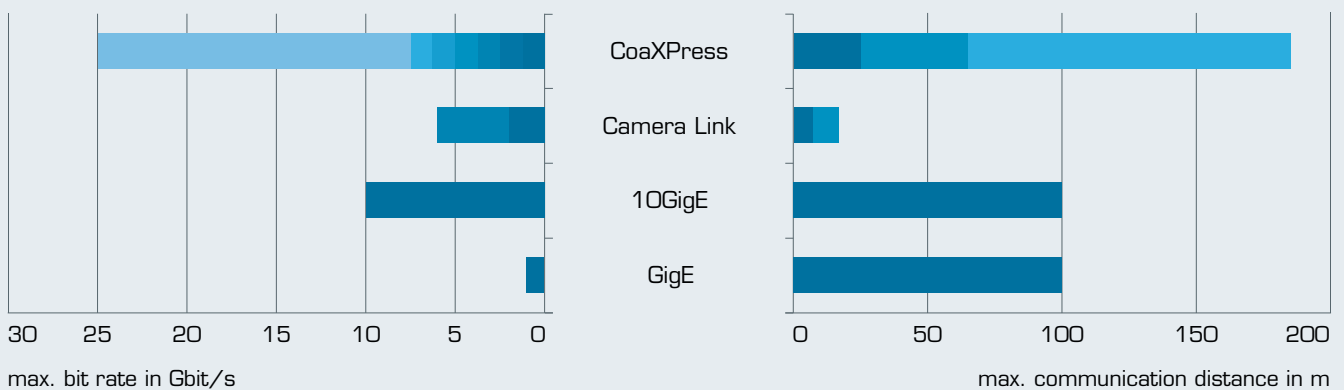 CoaXPress
Camera Link
10GigE
GigE
30 25 20 15 10 5 0
0 50 100 150 200
max. bit rate in Gbit/s
max. communication distance in m